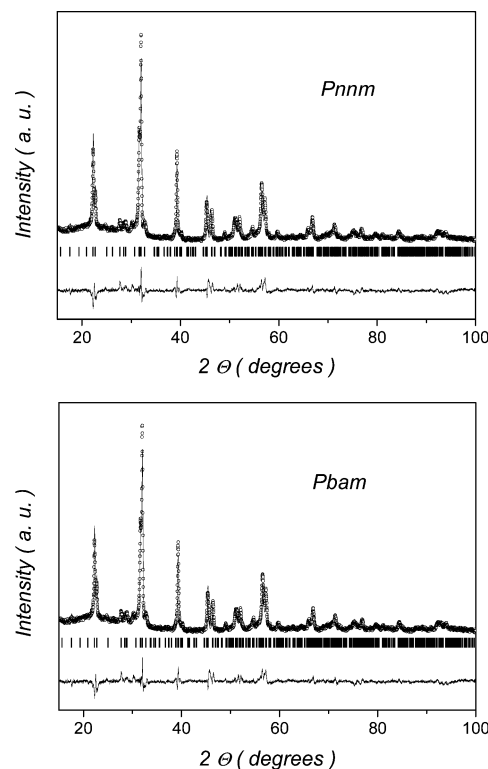 Pnnm
Intensity ( a. u. )
20 40 60 80 100
2 Θ ( degrees )
Pbam
Intensity ( a. u. )
20 40 60 80 100
2 Θ ( degrees )